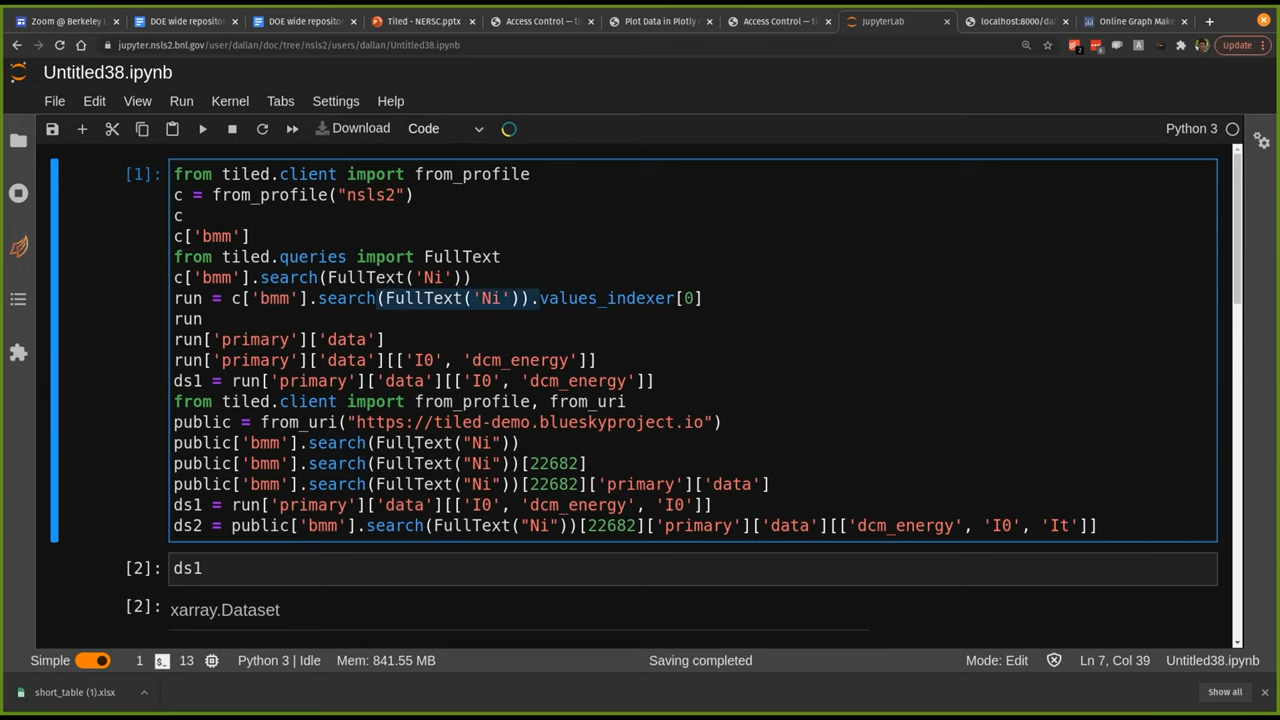 Zoom @ Berkeley
DOE wide reposito
DOE wide reposito
Tiled - NERSC.pptx
Access Control — ti
Plot Data in Plotly
Access Control — ti
JupyterLab
localhost:8000/da
Online Graph Make
jupyter.nsls2.bnl.gov/user/dallan/doc/tree/nsls2/users/dallan/Untitled38.ipynb
Update
Untitled38.ipynb
File Edit View Run Kernel Tabs Settings Help
Download Code Python 3
[1]:
from tiled.client import from_profile
c = from_profile("nsls2")
c
c['bmm']
from tiled.queries import FullText
c['bmm'].search(FullText('Ni'))
run = c['bmm'].search(FullText('Ni')).values_indexer[0]
run
run['primary']['data']
run['primary']['data'][['I0', 'dcm_energy']]
ds1 = run['primary']['data'][['I0', 'dcm_energy']]
from tiled.client import from_profile, from_uri
public = from_uri("https://tiled-demo.blueskyproject.io")
public['bmm'].search(FullText("Ni"))
public['bmm'].search(FullText("Ni"))[22682]
public['bmm'].search(FullText("Ni"))[22682]['primary']['data']
ds1 = run['primary']['data'][['I0', 'dcm_energy', 'I0']]
ds2 = public['bmm'].search(FullText("Ni"))[22682]['primary']['data'][['dcm_energy', 'I0', 'It']]
[2]: ds1
[2]: xarray.Dataset
Simple 1 13 Python 3 | Idle Mem: 841.55 MB Saving completed Mode: Edit Ln 7, Col 39 Untitled38.ipynb
short_table (1).xlsx Show all